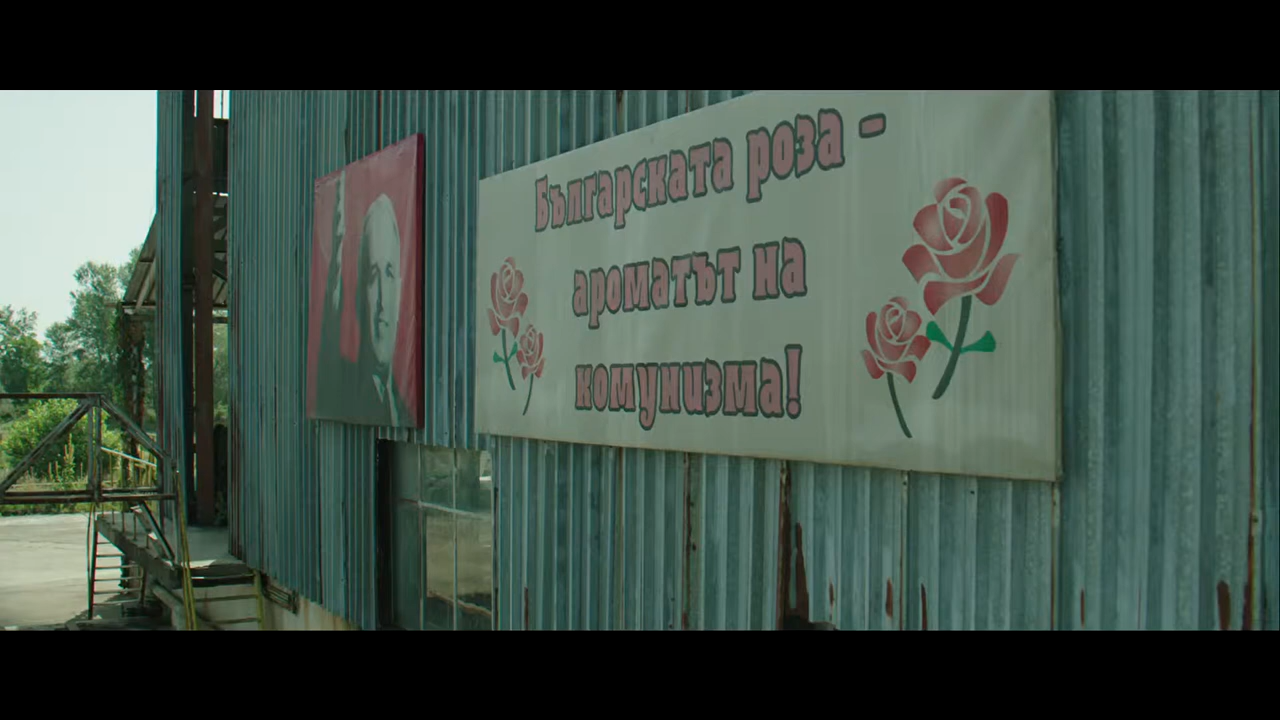 Българската роза -
ароматът на
комунизма!